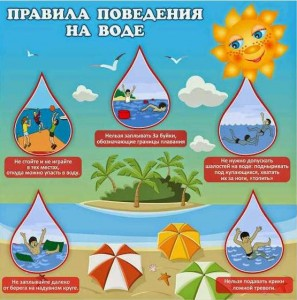 ПРАВИЛА ПОВЕДЕНИЯ
НА ВОДЕ
Не стойте и не играйте
в тех местах,
откуда можно упасть в воду.
Нельзя заплывать За буйки,
обозначающие границы плавания
Не нужно допускать
шалостей на воде: подныривать
под купающихся, хватать
их за ноги, «топить»
Не заплывайте далеко
от берега на надувном круге.
Нельзя подавать крики
ложной тревоги.